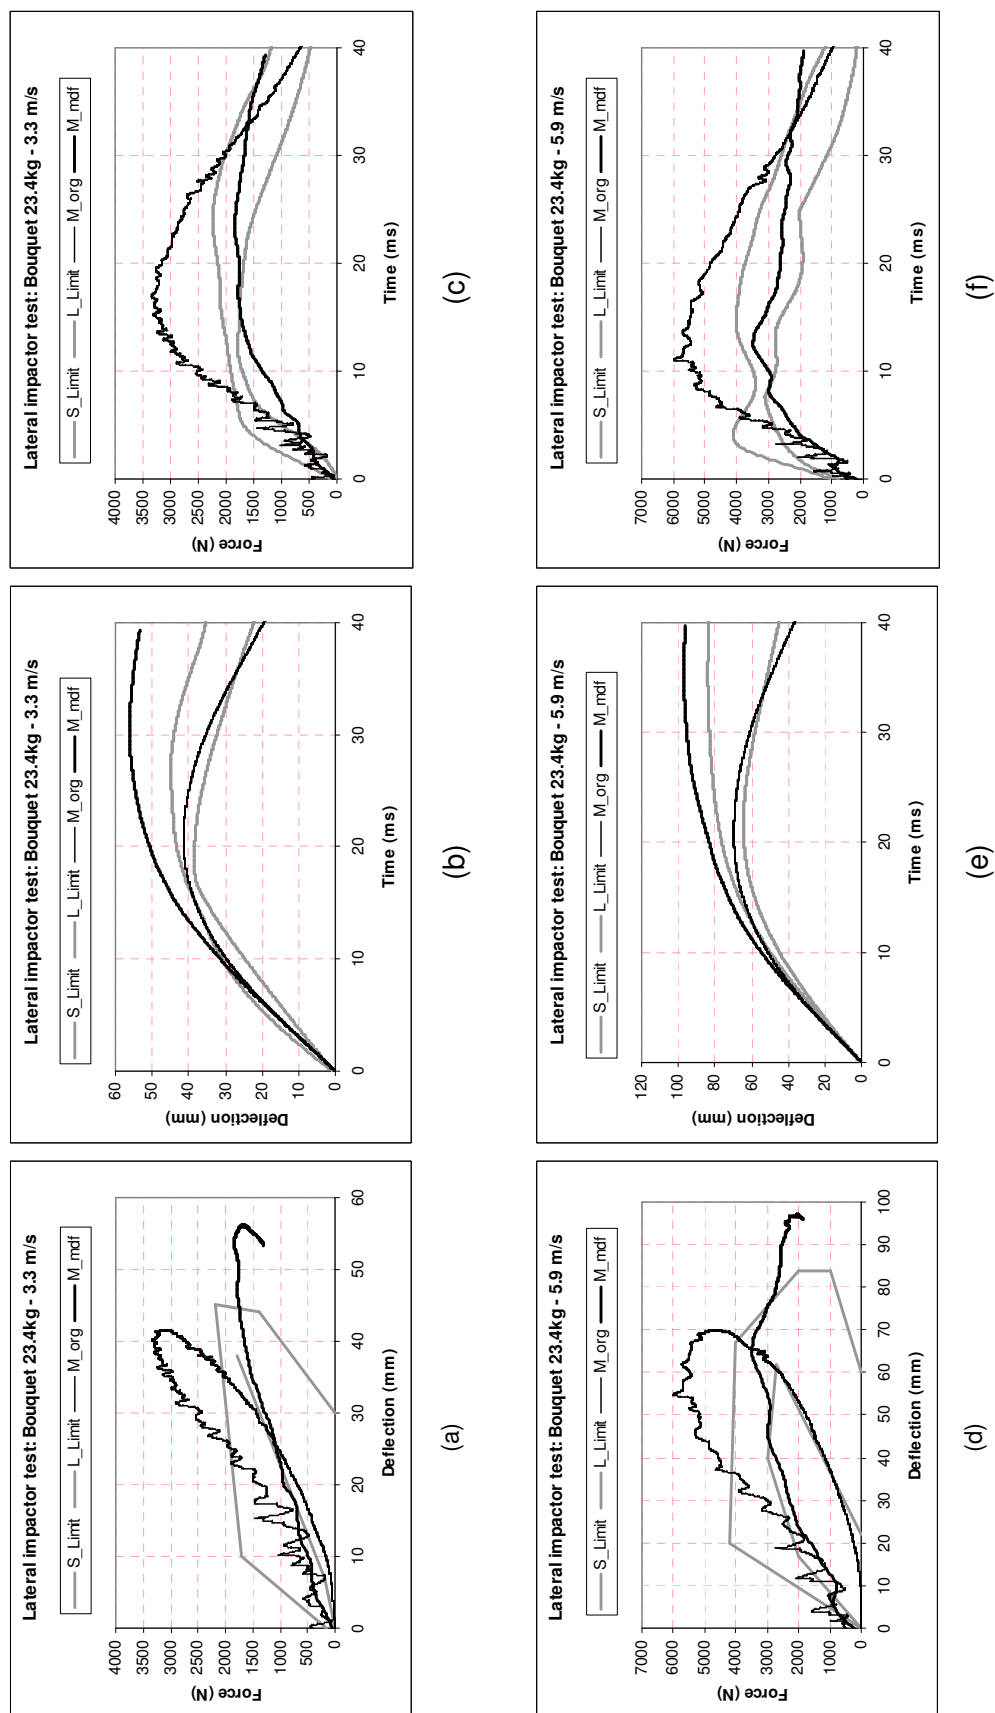 Lateral impactor test: Bouquet 23.4kg - 3.3 m/s
S_Limit L_Limit M_org M_mdf
4000
3500
3000
2500
2000
1500
1000
500
0
Force (N)
0 10 20 30 40 50 60
Deflection (mm)
(a)
Lateral impactor test: Bouquet 23.4kg - 3.3 m/s
S_Limit L_Limit M_org M_mdf
60
50
40
30
20
10
0
Deflection (mm)
0 10 20 30 40
Time (ms)
(b)
Lateral impactor test: Bouquet 23.4kg - 3.3 m/s
S_Limit L_Limit M_org M_mdf
4000
3500
3000
2500
2000
1500
1000
500
0
Force (N)
0 10 20 30 40
Time (ms)
(c)
Lateral impactor test: Bouquet 23.4kg - 5.9 m/s
S_Limit L_Limit M_org M_mdf
7000
6000
5000
4000
3000
2000
1000
0
Force (N)
0 10 20 30 40 50 60 70 80 90 100
Deflection (mm)
(d)
Lateral impactor test: Bouquet 23.4kg - 5.9 m/s
S_Limit L_Limit M_org M_mdf
120
100
80
60
40
20
0
Deflection (mm)
0 10 20 30 40
Time (ms)
(e)
Lateral impactor test: Bouquet 23.4kg - 5.9 m/s
S_Limit L_Limit M_org M_mdf
7000
6000
5000
4000
3000
2000
1000
0
Force (N)
0 10 20 30 40
Time (ms)
(f)